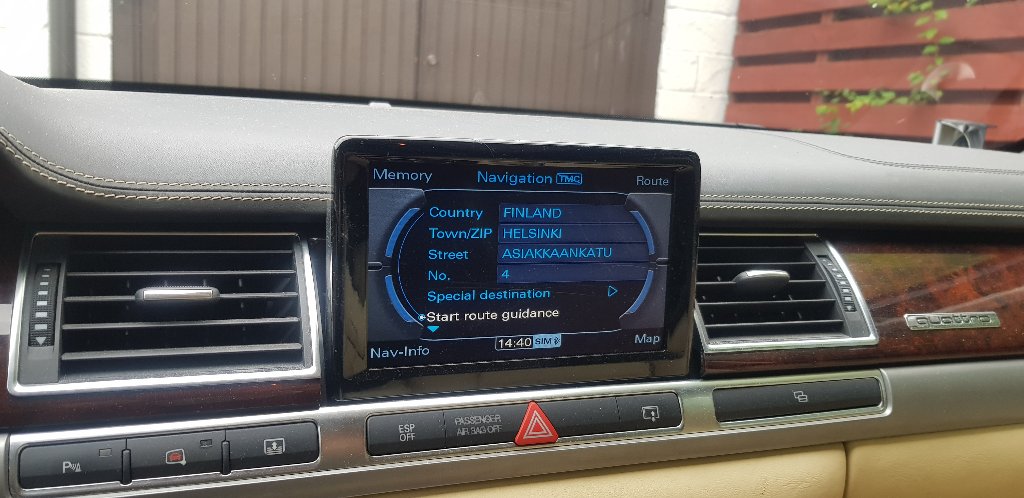 Memory Navigation TMC Route
Country FINLAND
Town/ZIP HELSINKI
Street ASIAKKAANKATU
No. 4
Special destination
Start route guidance
Nav-Info 14:40 SIM Map
quattro
ESP
OFF
PASSENGER
AIR BAG OFF
P